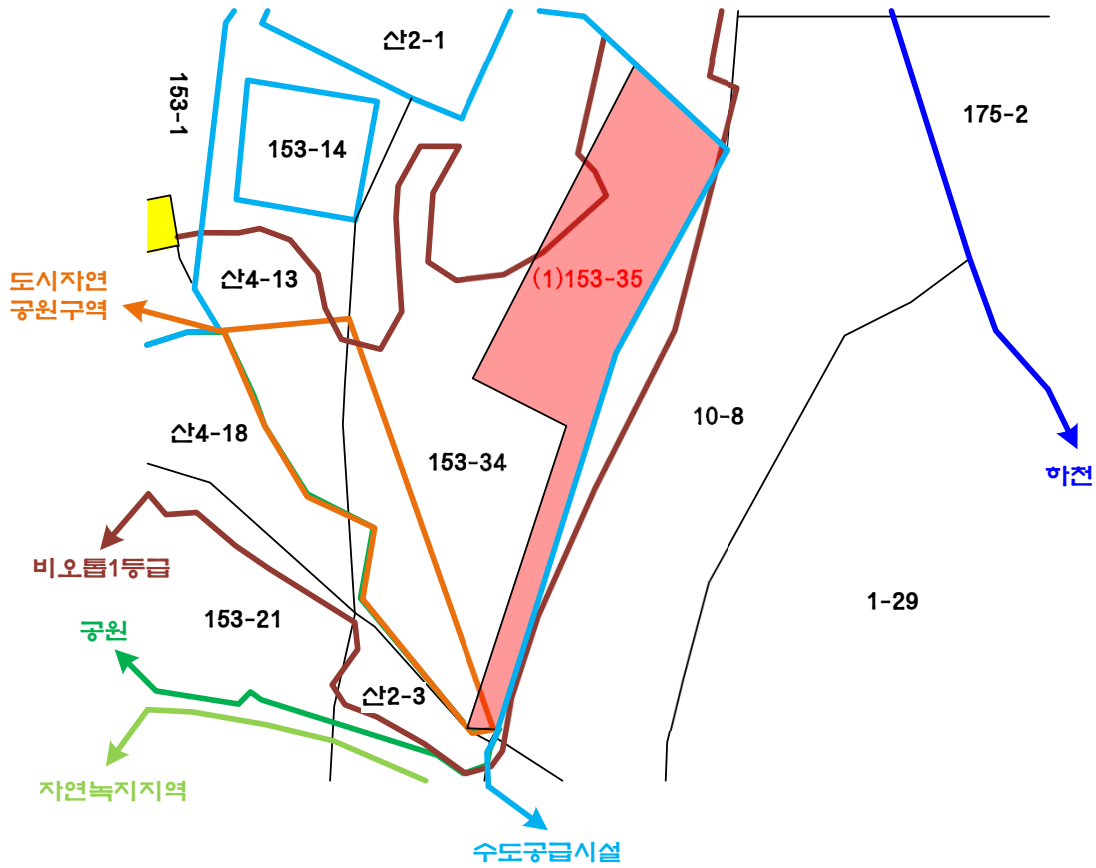 산2-1
153-1
175-2
153-14
산4-13
(1)153-35
도시자연
공원구역
10-8
산4-18
153-34
하천
비오톱1등급
153-21
1-29
공원
산2-3
자연녹지지역
수도공급시설